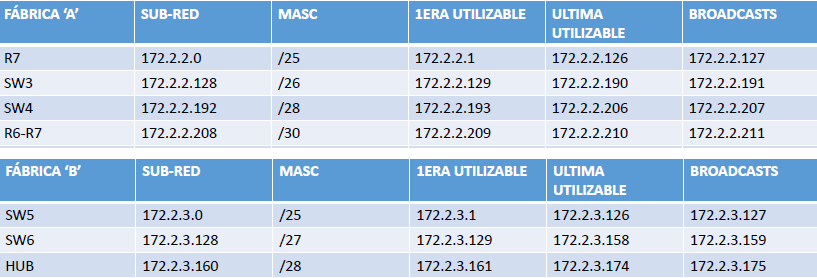 FÁBRICA ‘A’ SUB-RED MASC 1ERA UTILIZABLE ULTIMA UTILIZABLE BROADCASTS
R7 172.2.2.0 /25 172.2.2.1 172.2.2.126 172.2.2.127
SW3 172.2.2.128 /26 172.2.2.129 172.2.2.190 172.2.2.191
SW4 172.2.2.192 /28 172.2.2.193 172.2.2.206 172.2.2.207
R6-R7 172.2.2.208 /30 172.2.2.209 172.2.2.210 172.2.2.211
FÁBRICA ‘B’ SUB-RED MASC 1ERA UTILIZABLE ULTIMA UTILIZABLE BROADCASTS
SW5 172.2.3.0 /25 172.2.3.1 172.2.3.126 172.2.3.127
SW6 172.2.3.128 /27 172.2.3.129 172.2.3.158 172.2.3.159
HUB 172.2.3.160 /28 172.2.3.161 172.2.3.174 172.2.3.175